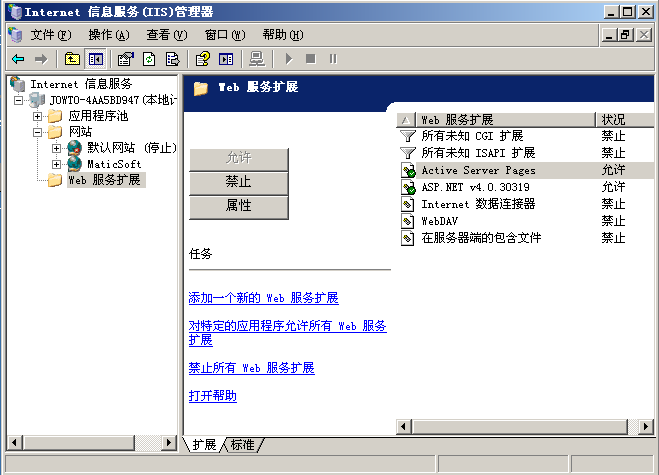 Internet 信息服务(IIS)管理器
文件(F) 操作(A) 查看(V) 窗口(W) 帮助(H)
Internet 信息服务
JOWTO-4AA5BD947(本地计
应用程序池
网站
默认网站 (停止)
MaticSoft
Web 服务扩展
Web 服务扩展
允许
禁止
属性
任务
添加一个新的 Web 服务扩展
对特定的应用程序允许所有 Web 服务
扩展
禁止所有 Web 服务扩展
打开帮助
Web 服务扩展 状况
所有未知 CGI 扩展 禁止
所有未知 ISAPI 扩展 禁止
Active Server Pages 允许
ASP.NET v4.0.30319 允许
Internet 数据连接器 禁止
WebDAV 禁止
在服务器端的包含文件 禁止
扩展 标准